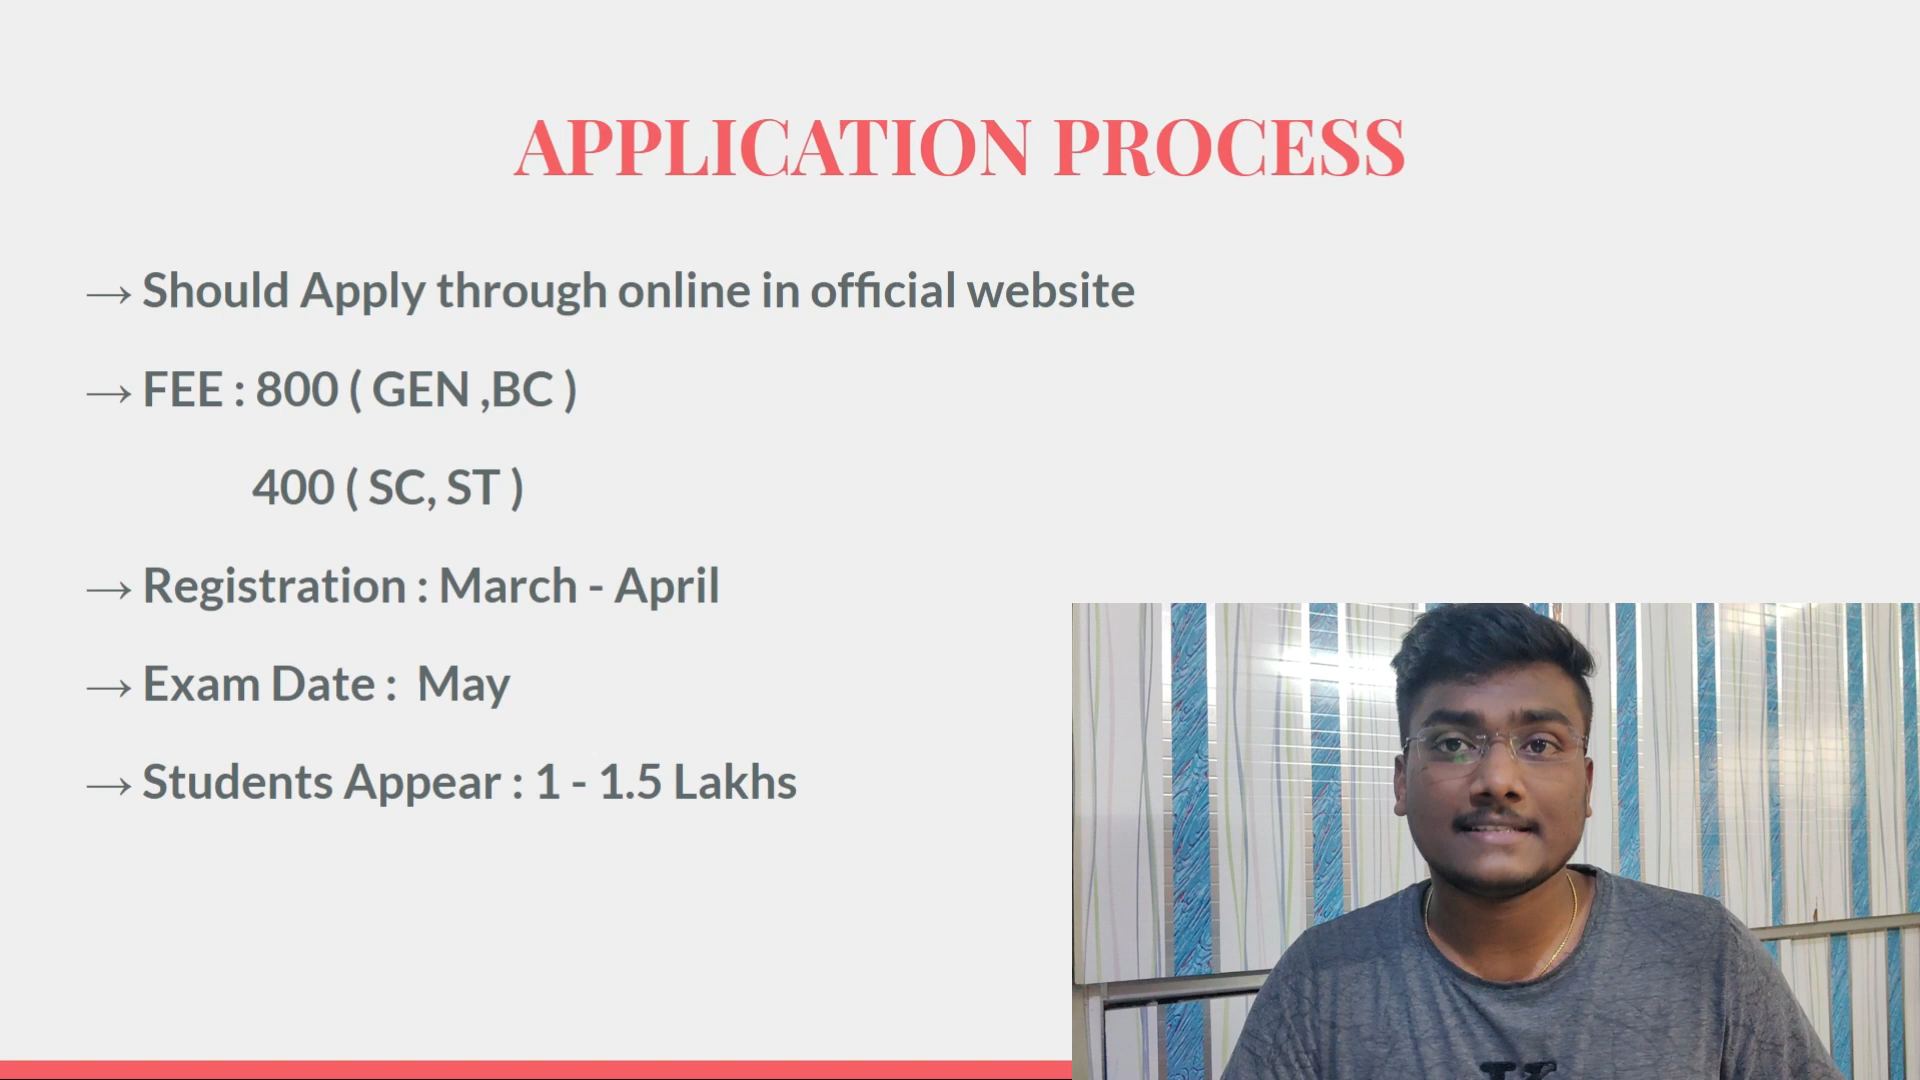 APPLICATION PROCESS
→ Should Apply through online in official website
→ FEE : 800 ( GEN ,BC )
400 ( SC, ST )
→ Registration : March - April
→ Exam Date : May
→ Students Appear : 1 - 1.5 Lakhs
K